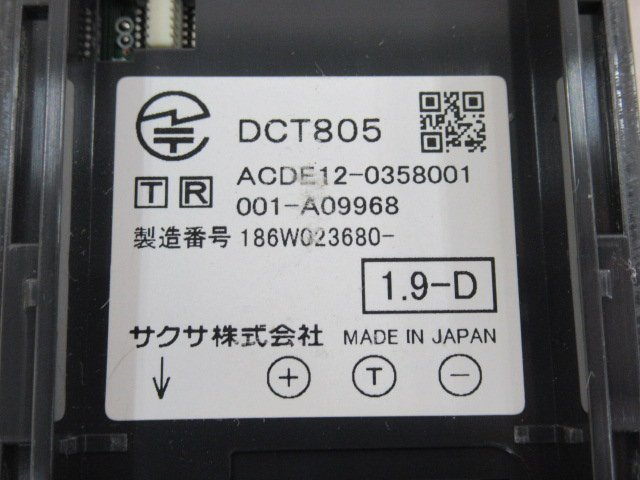 DCT805
T ACDE12-0358001
R 001-A09968
製造番号 186W023680-
1.9-D
サクサ株式会社 MADE IN JAPAN
↓ + T −